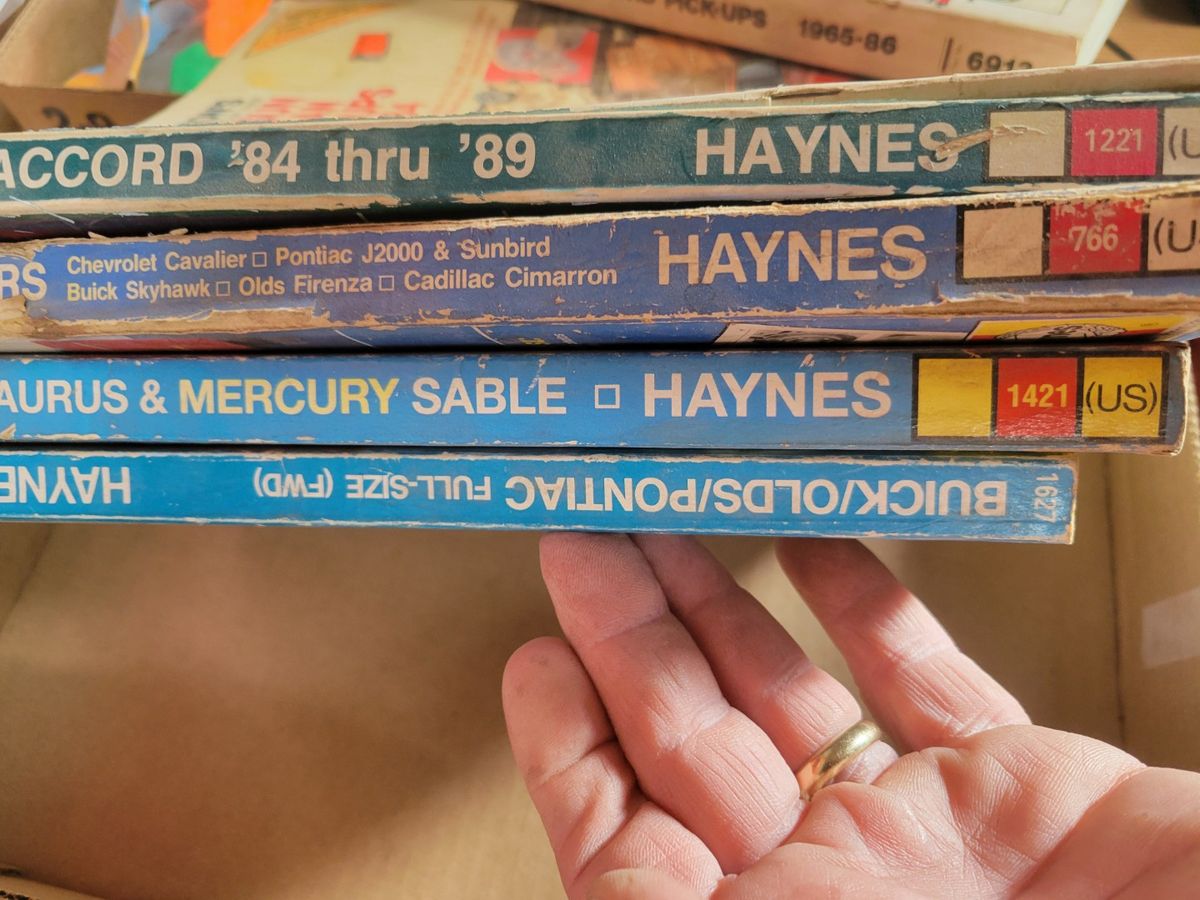 PICK-UPS 1965-86 6912
ACCORD '84 thru '89 HAYNES 1221 (U
RS Chevrolet Cavalier □ Pontiac J2000 & Sunbird HAYNES 766 (U
Buick Skyhawk □ Olds Firenza □ Cadillac Cimarron
AURUS & MERCURY SABLE □ HAYNES 1421 (US)
BUICK/OLDS/PONTIAC FULL-SIZE (FWD) HAYNE
1627